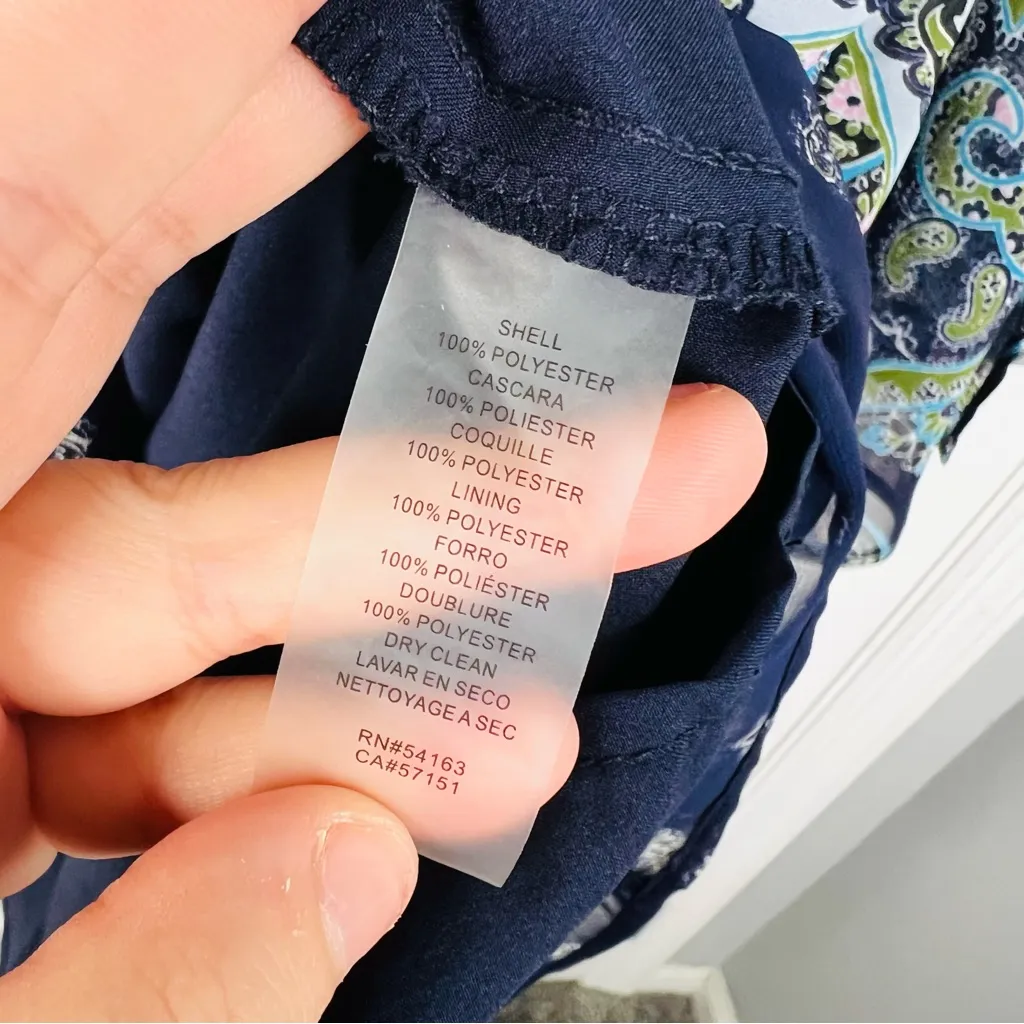 SHELL
100% POLYESTER
CASCARA
100% POLIESTER
COQUILLE
100% POLYESTER
LINING
100% POLYESTER
FORRO
100% POLIÉSTER
DOUBLURE
100% POLYESTER
DRY CLEAN
LAVAR EN SECO
NETTOYAGE A SEC
RN#54163
CA#57151